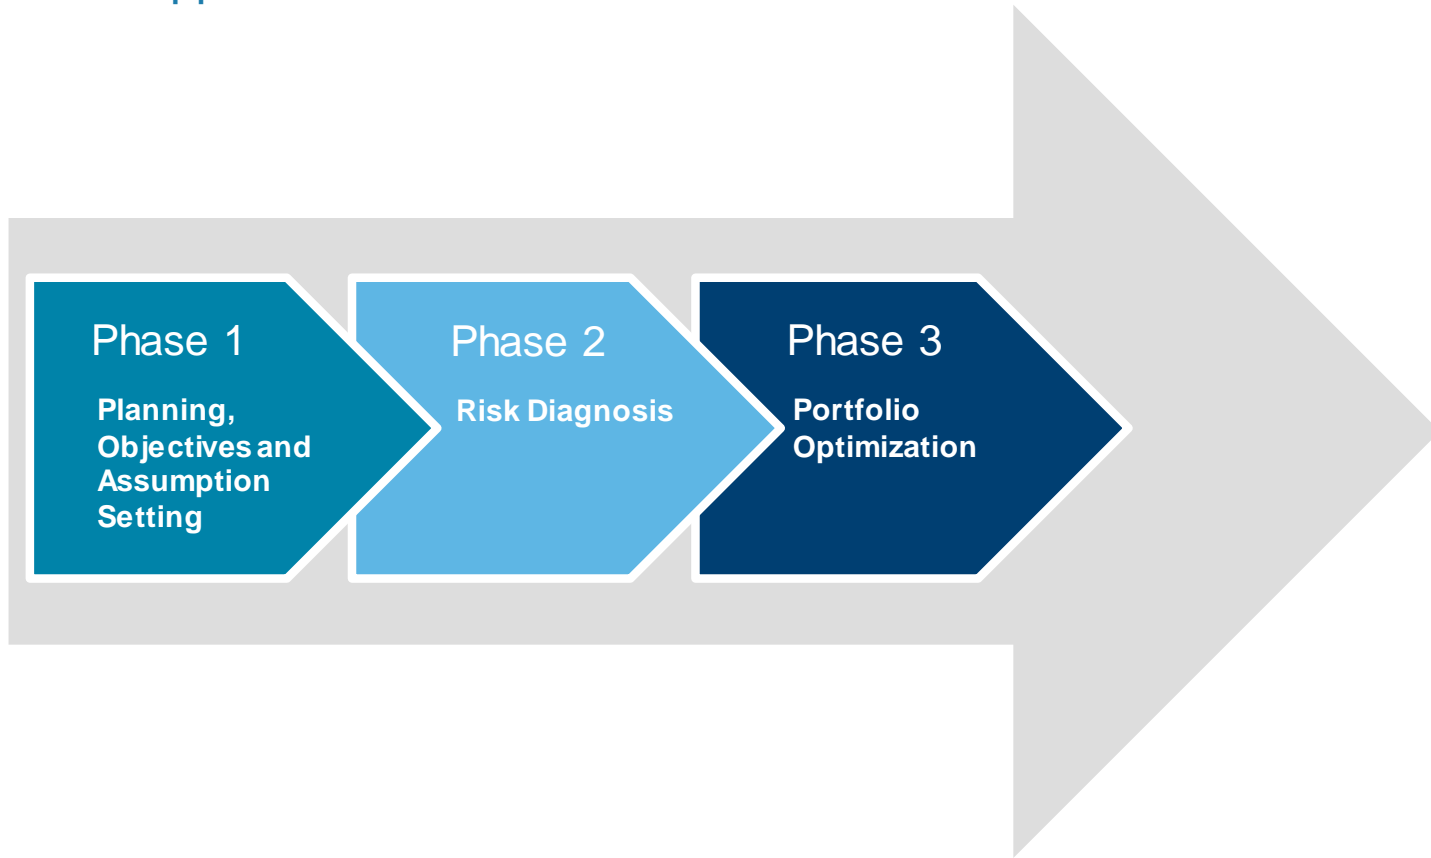 Phase 1
Planning,
Objectives and
Assumption
Setting
Phase 2
Risk Diagnosis
Phase 3
Portfolio
Optimization